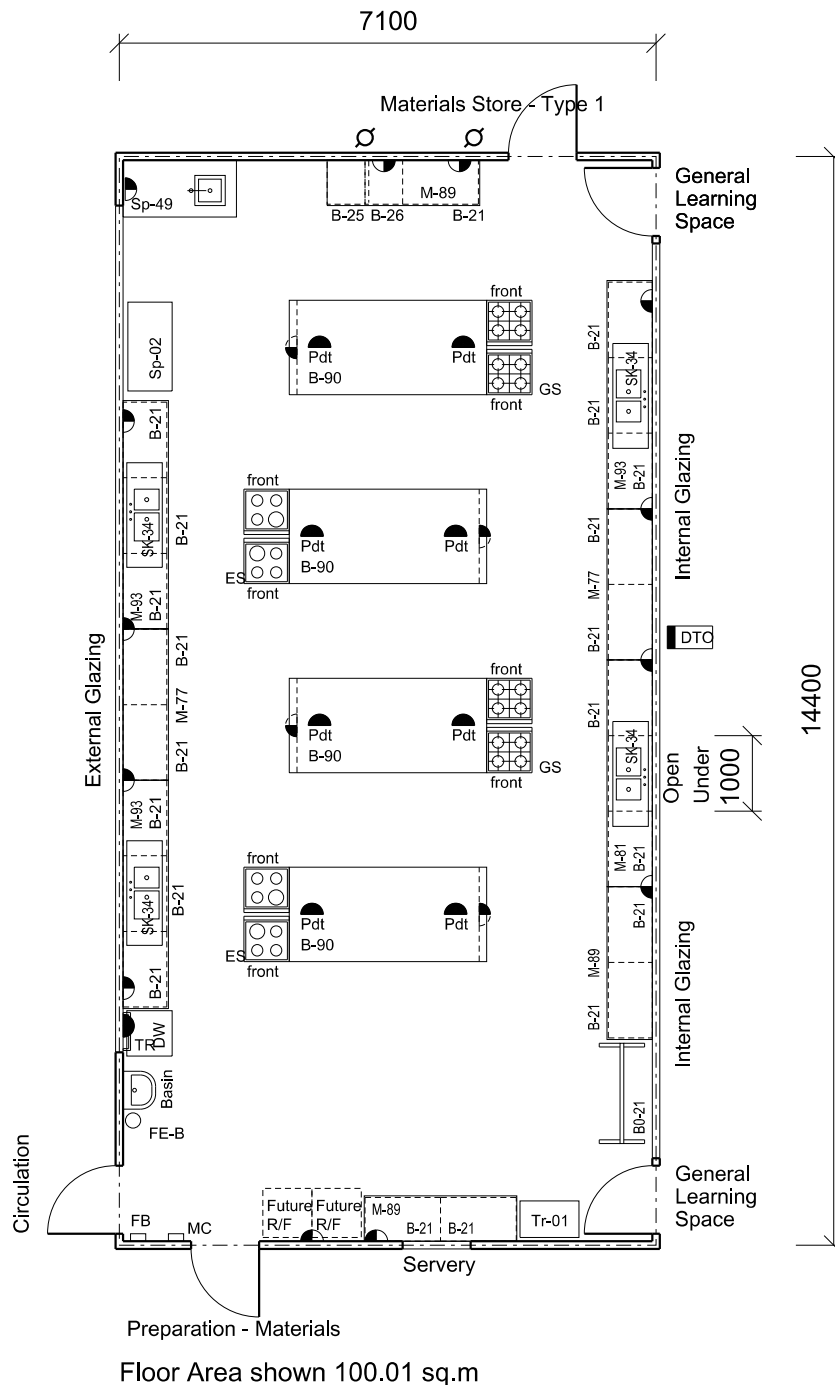 7100
Materials Store - Type 1
General
Learning
Space
Sp-49
M-89
B-25
B-26
B-21
front
Sp-02
Pdt
Pdt
B-90
GS
front
B-21
SK-34
B-21
M-93
B-21
Internal Glazing
B-21
SK-34
B-21
M-93
B-21
front
Pdt
Pdt
B-90
ES
front
B-21
M-77
B-21
DTO
14400
External Glazing
B-21
M-77
B-21
front
Pdt
Pdt
B-90
GS
front
B-21
SK-34
Open
Under
1000
M-93
B-21
SK-34
B-21
B-21
front
Pdt
Pdt
B-90
ES
front
M-81
B-21
B-21
M-89
B-21
Internal Glazing
TR
DW
Basin
FE-B
B0-21
Circulation
General
Learning
Space
FB
MC
Future
R/F
Future
R/F
M-89
B-21
B-21
Tr-01
Servery
Preparation - Materials
Floor Area shown 100.01 sq.m